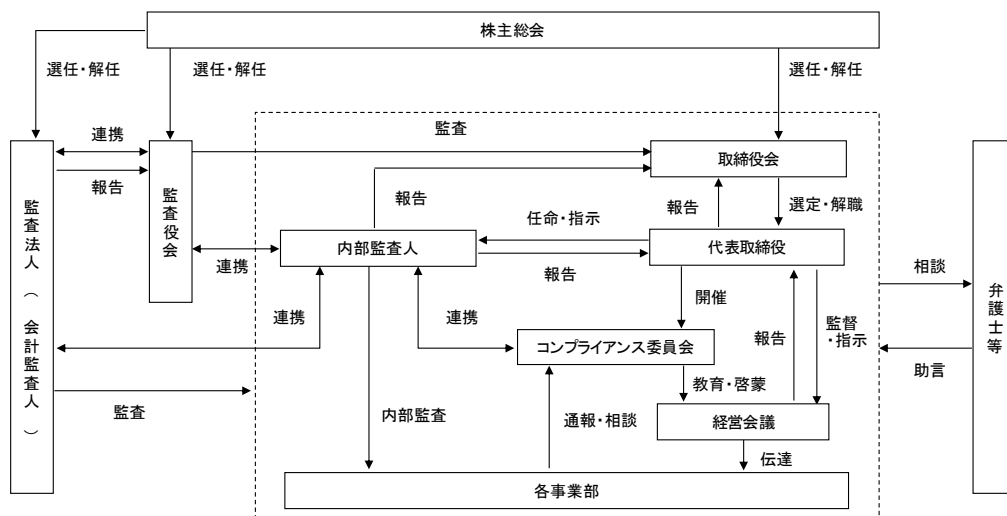 株主総会
選任・解任
選任・解任
選任・解任
連携
報告
監査
監査法人（会計監査人）
監査役会
取締役会
報告
報告
選定・解職
任命・指示
内部監査人
代表取締役
連携
報告
相談
開催
連携
連携
報告
監督
・指示
コンプライアンス委員会
弁護士等
助言
教育・啓蒙
監査
内部監査
通報・相談
経営会議
伝達
各事業部